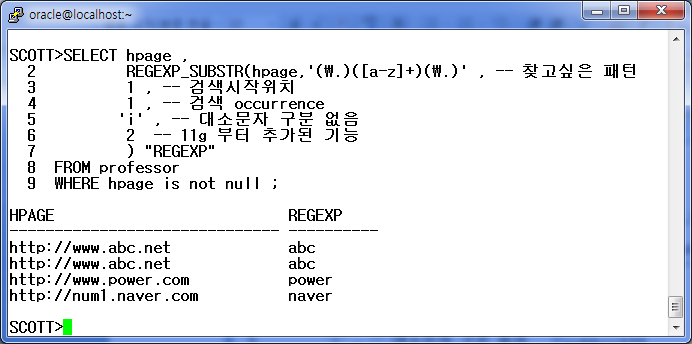 oracle@localhost:~
SCOTT>SELECT hpage ,
2 REGEXP_SUBSTR(hpage,'(₩.)([a-z]+)(₩.)' , -- 찾고싶은 패턴
3 1 , -- 검색시작위치
4 1 , -- 검색 occurrence
5 'i' , -- 대소문자 구분 없음
6 2 -- 11g 부터 추가된 기능
7 ) "REGEXP"
8 FROM professor
9 WHERE hpage is not null ;
HPAGE REGEXP
------------------------------ ----------
http://www.abc.net abc
http://www.abc.net abc
http://www.power.com power
http://num1.naver.com naver
SCOTT>